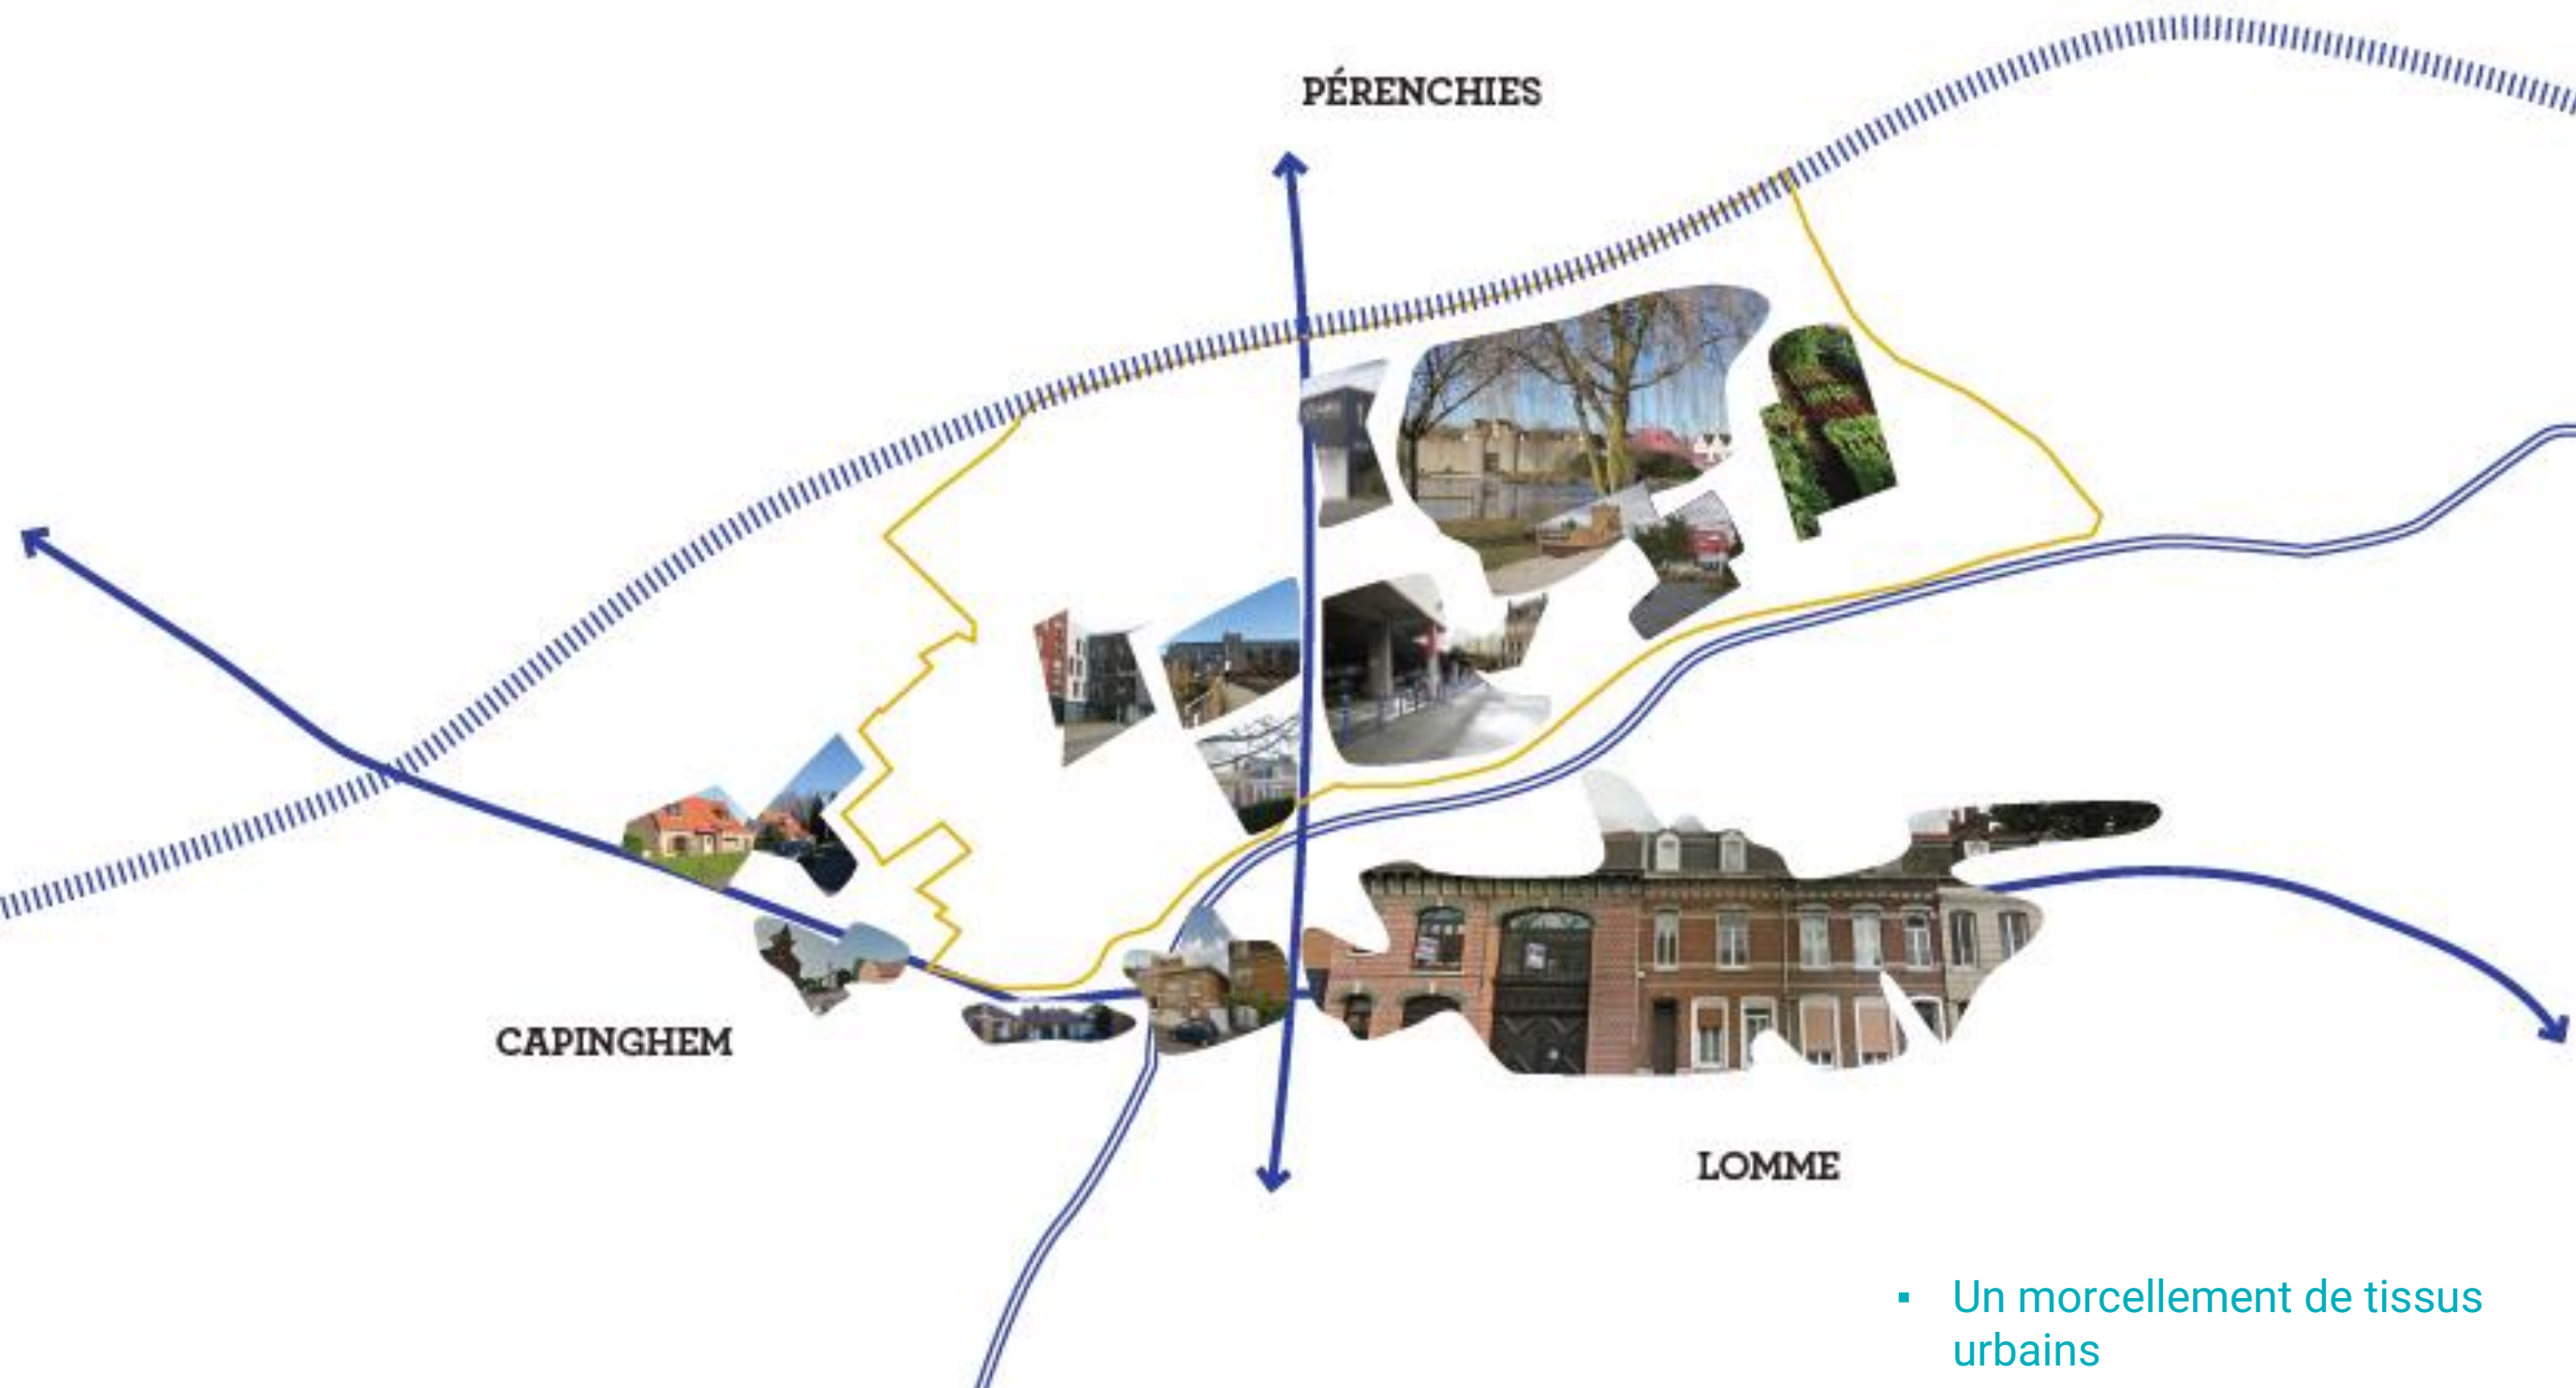 PÉRENCHIES
CAPINGHEM
LOMME
▪ Un morcellement de tissus
urbains